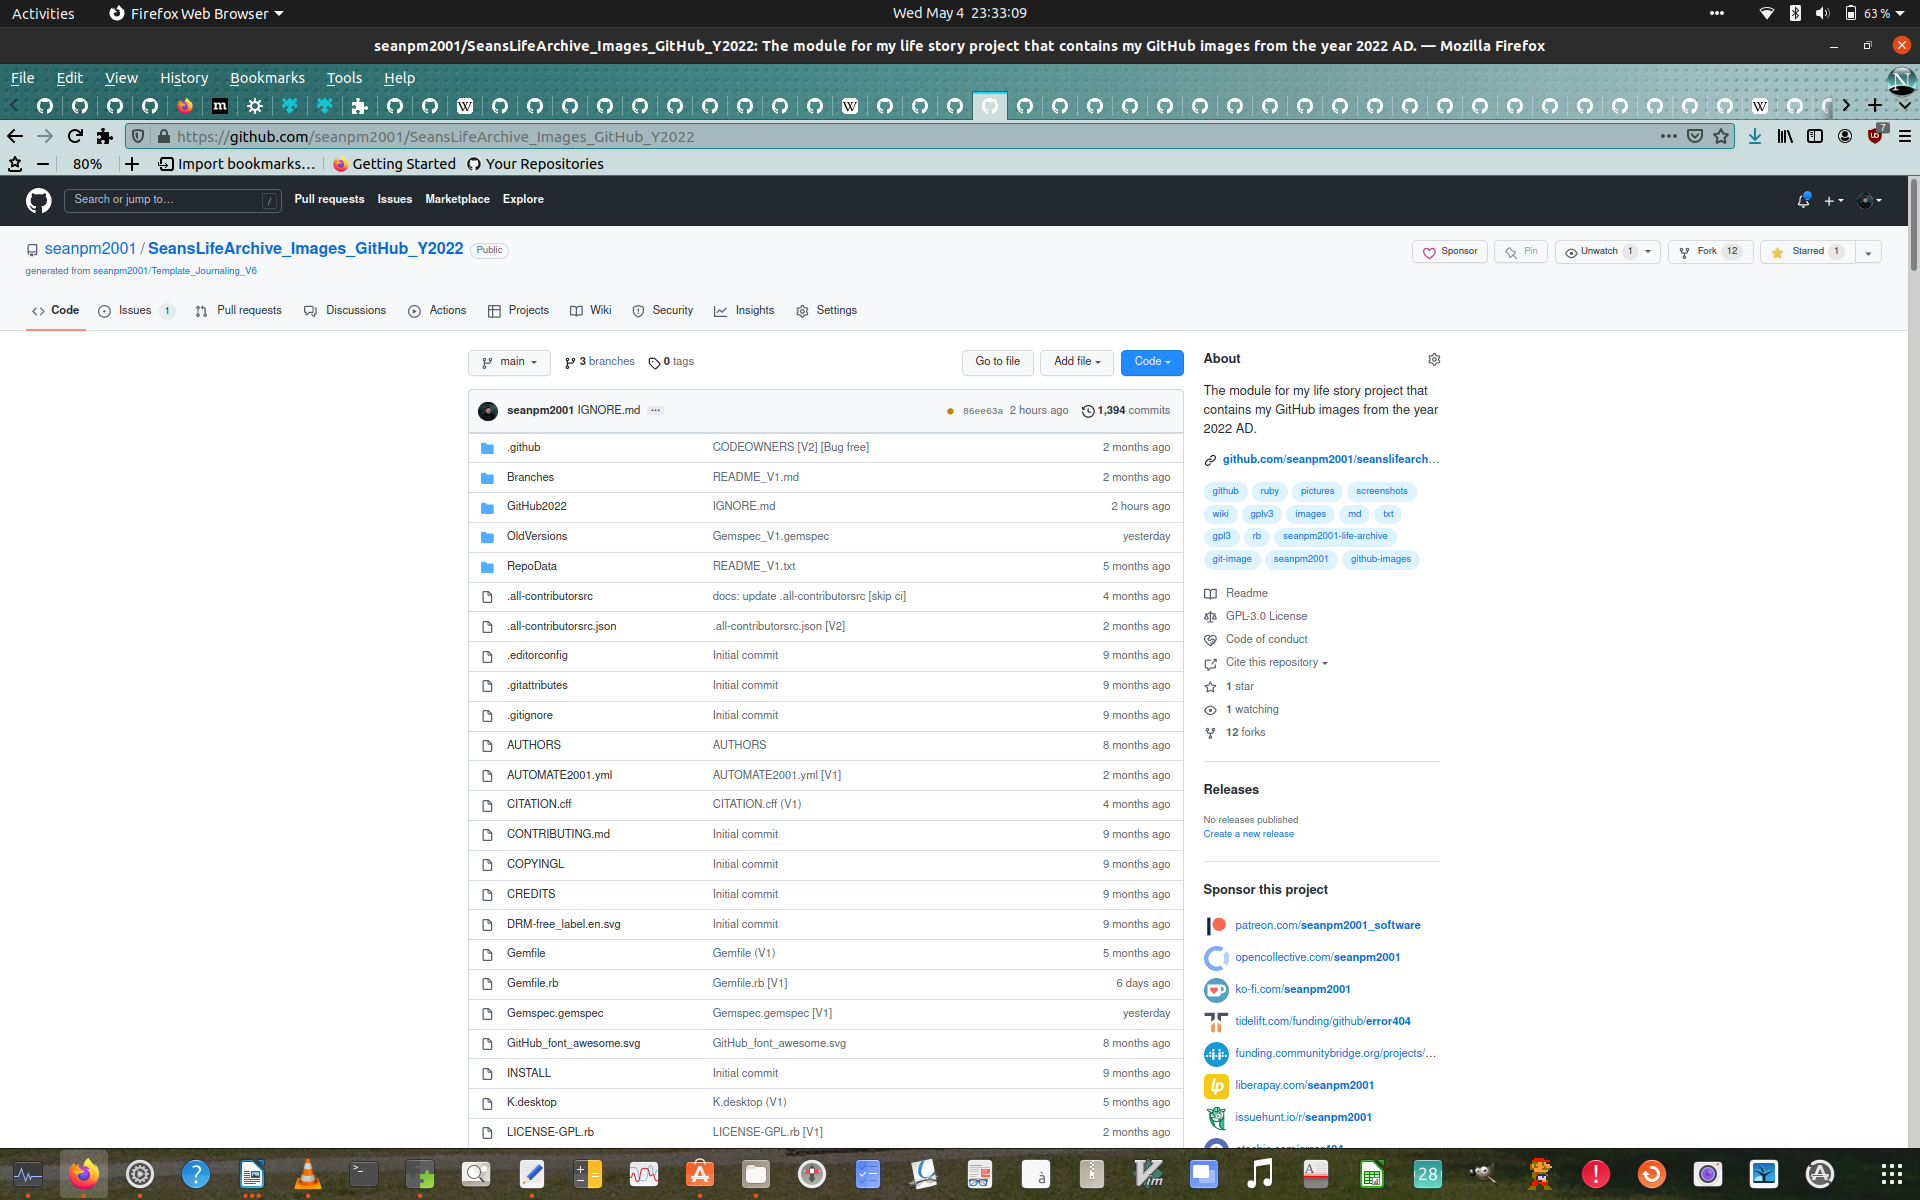 Activities Firefox Web Browser Wed May 4 23:33:09 63 %
seanpm2001/SeansLifeArchive_Images_GitHub_Y2022: The module for my life story project that contains my GitHub images from the year 2022 AD. — Mozilla Firefox
File Edit View History Bookmarks Tools Help
https://github.com/seanpm2001/SeansLifeArchive_Images_GitHub_Y2022 7
80% Import bookmarks… Getting Started Your Repositories
Search or jump to… / Pull requests Issues Marketplace Explore
seanpm2001 / SeansLifeArchive_Images_GitHub_Y2022 Public Sponsor Pin Unwatch 1 Fork 12 Starred 1
generated from seanpm2001/Template_Journaling_V6
Code Issues 1 Pull requests Discussions Actions Projects Wiki Security Insights Settings
main 3 branches 0 tags Go to file Add file Code
seanpm2001 IGNORE.md ... 86ee63a 2 hours ago 1,394 commits
.github CODEOWNERS [V2] [Bug free] 2 months ago
Branches README_V1.md 2 months ago
GitHub2022 IGNORE.md 2 hours ago
OldVersions Gemspec_V1.gemspec yesterday
RepoData README_V1.txt 5 months ago
.all-contributorsrc docs: update .all-contributorsrc [skip ci] 4 months ago
.all-contributorsrc.json .all-contributorsrc.json [V2] 2 months ago
.editorconfig Initial commit 9 months ago
.gitattributes Initial commit 9 months ago
.gitignore Initial commit 9 months ago
AUTHORS AUTHORS 8 months ago
AUTOMATE2001.yml AUTOMATE2001.yml [V1] 2 months ago
CITATION.cff CITATION.cff (V1) 4 months ago
CONTRIBUTING.md Initial commit 9 months ago
COPYINGL Initial commit 9 months ago
CREDITS Initial commit 9 months ago
DRM-free_label.en.svg Initial commit 9 months ago
Gemfile Gemfile (V1) 5 months ago
Gemfile.rb Gemfile.rb [V1] 6 days ago
Gemspec.gemspec Gemspec.gemspec [V1] yesterday
GitHub_font_awesome.svg GitHub_font_awesome.svg 8 months ago
INSTALL Initial commit 9 months ago
K.desktop K.desktop (V1) 5 months ago
LICENSE-GPL.rb LICENSE-GPL.rb [V1] 2 months ago
About
The module for my life story project that
contains my GitHub images from the year
2022 AD.
github.com/seanpm2001/seanslifearch...
github ruby pictures screenshots
wiki gplv3 images md txt
gpl3 rb seanpm2001-life-archive
git-image seanpm2001 github-images
Readme
GPL-3.0 License
Code of conduct
Cite this repository
1 star
1 watching
12 forks
Releases
No releases published
Create a new release
Sponsor this project
patreon.com/seanpm2001_software
opencollective.com/seanpm2001
ko-fi.com/seanpm2001
tidelift.com/funding/github/error404
funding.communitybridge.org/projects/...
liberapay.com/seanpm2001
issuehunt.io/r/seanpm2001
28